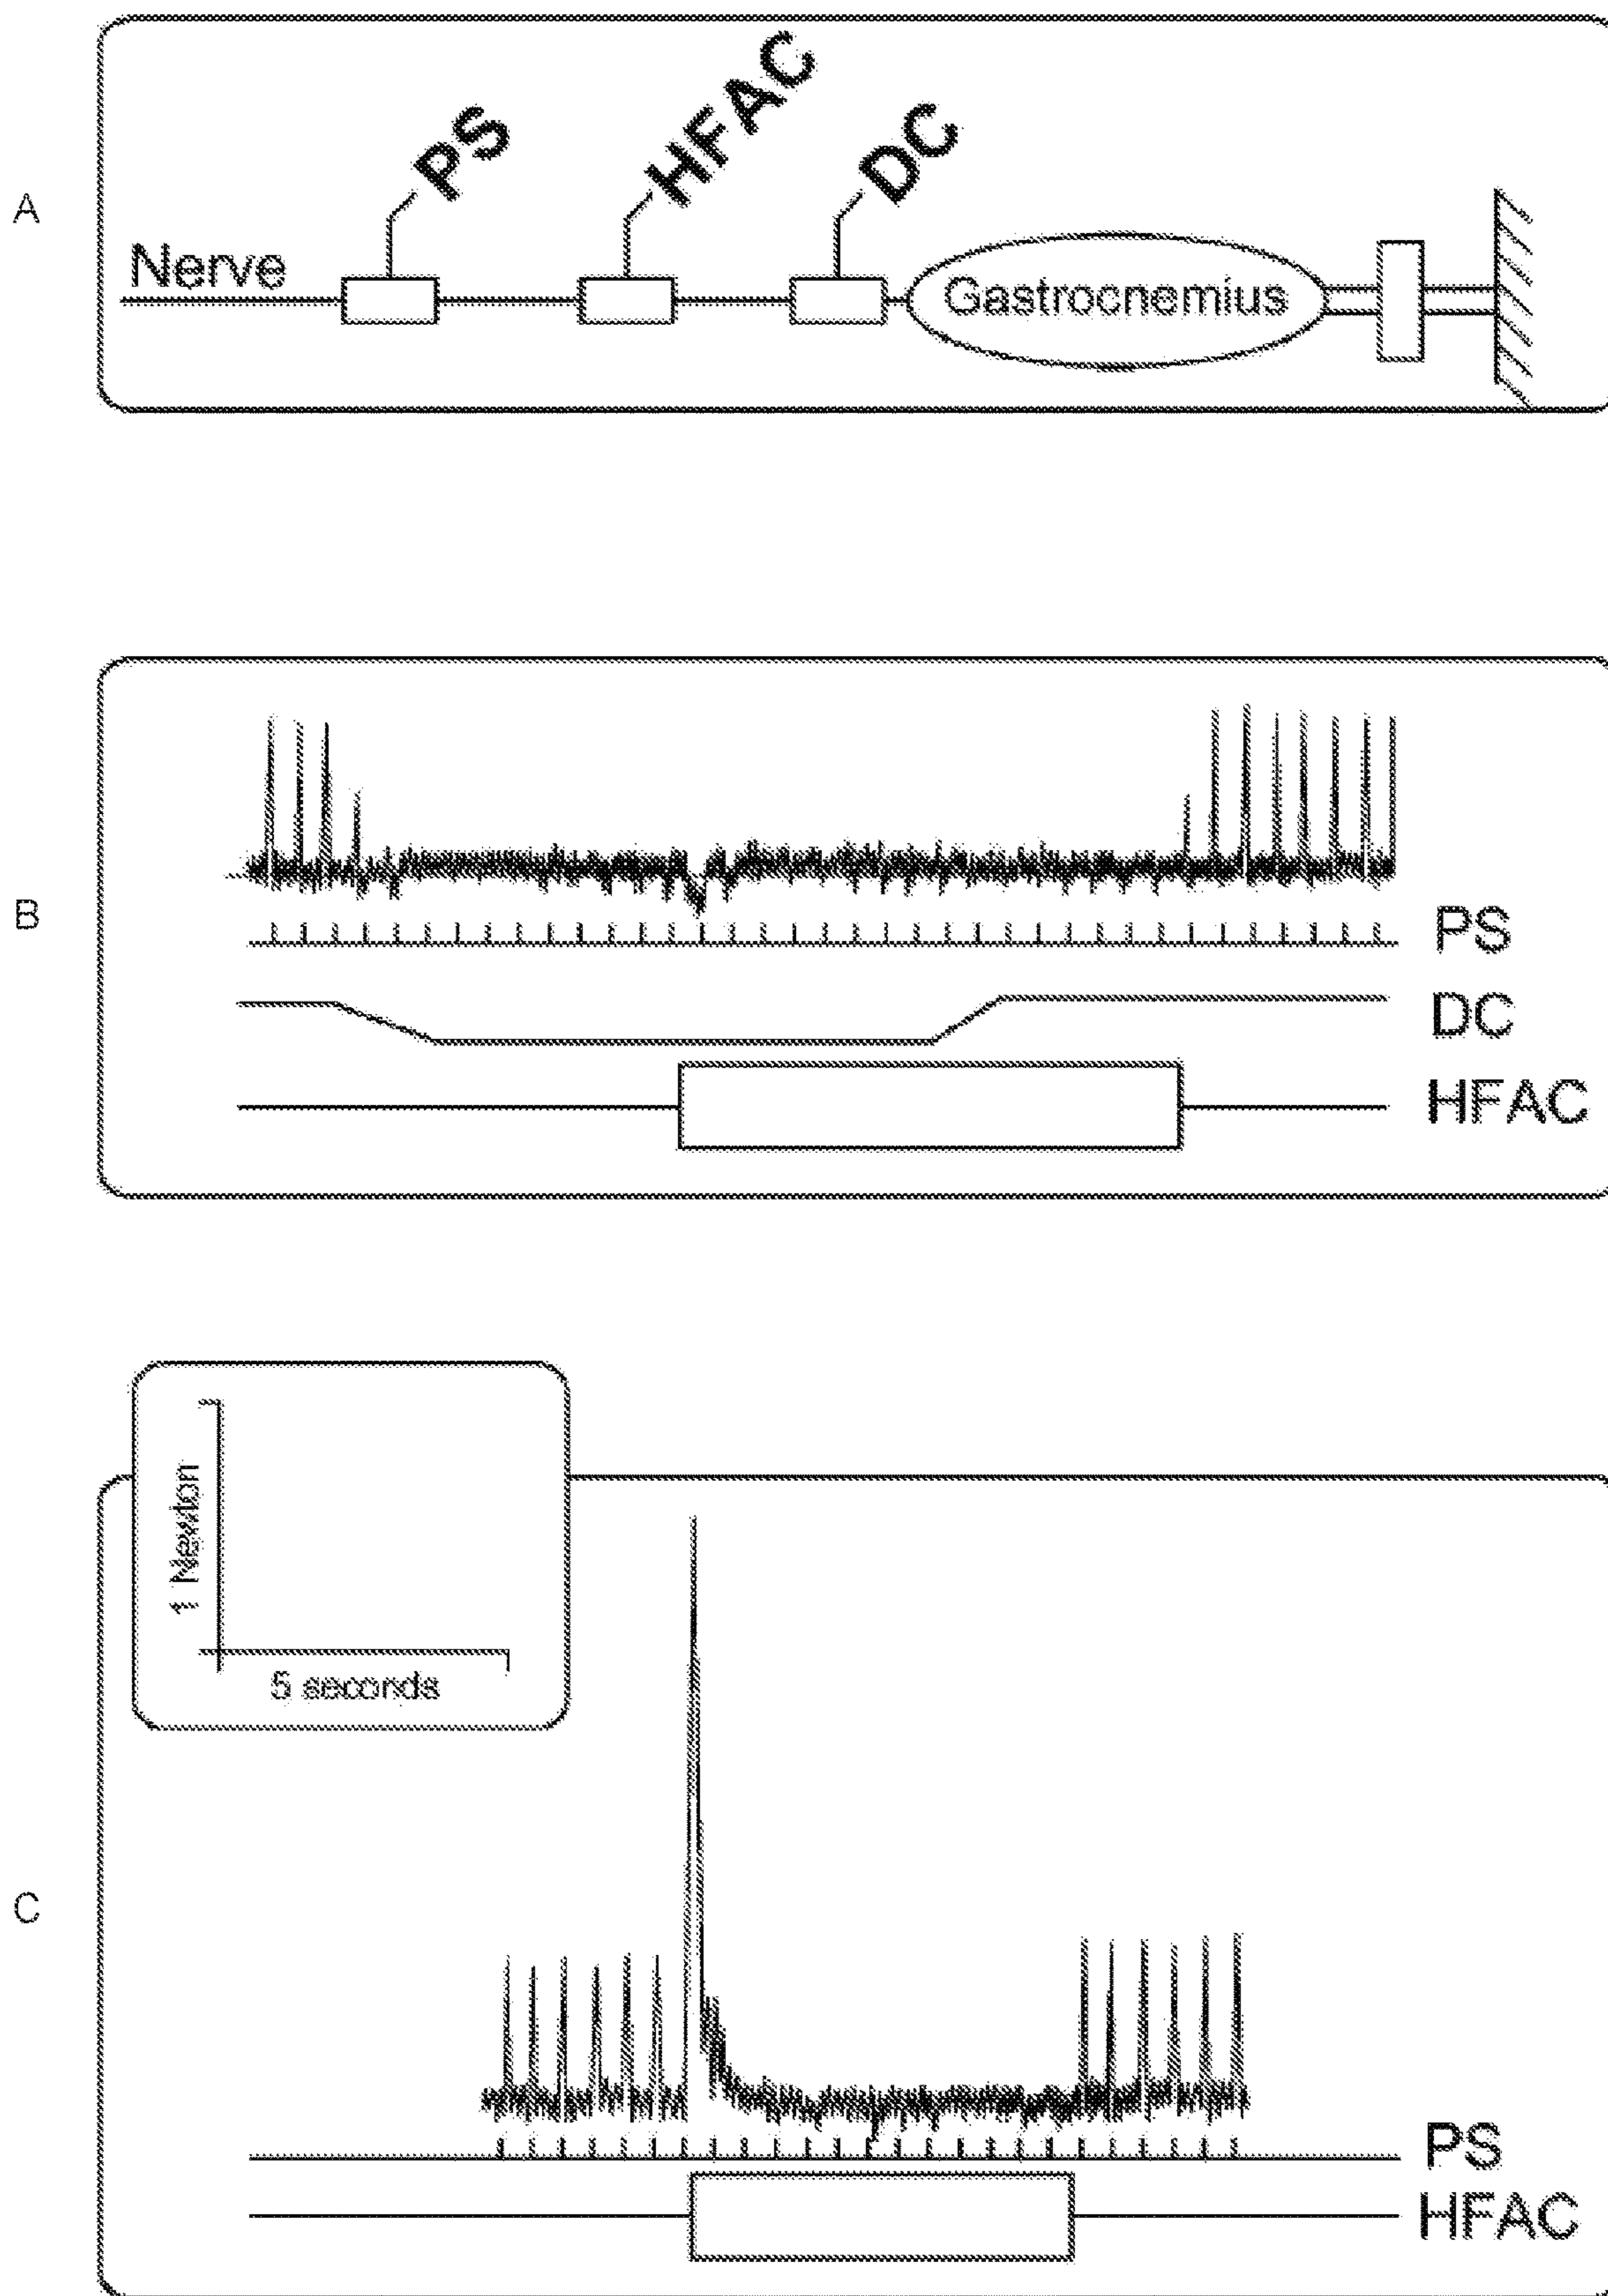 A
PS
HFAC
DC
Nerve
Gastrocnemius
B
PS
DC
HFAC
1 Newton
5 seconds
C
PS
HFAC